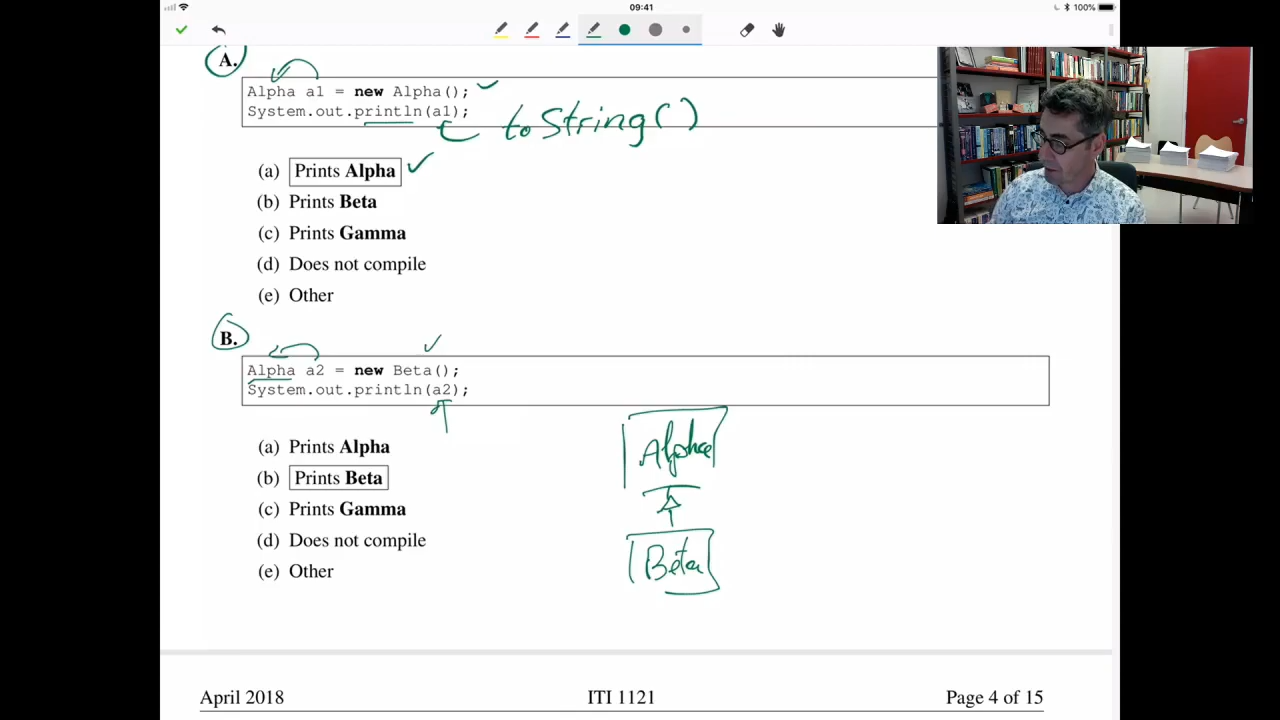 09:41
100%
A.
Alpha a1 = new Alpha();
System.out.println(a1);
toString()
(a) Prints Alpha
(b) Prints Beta
(c) Prints Gamma
(d) Does not compile
(e) Other
B.
Alpha a2 = new Beta();
System.out.println(a2);
(a) Prints Alpha
(b) Prints Beta
(c) Prints Gamma
(d) Does not compile
(e) Other
Alpha
Beta
April 2018 ITI 1121 Page 4 of 15